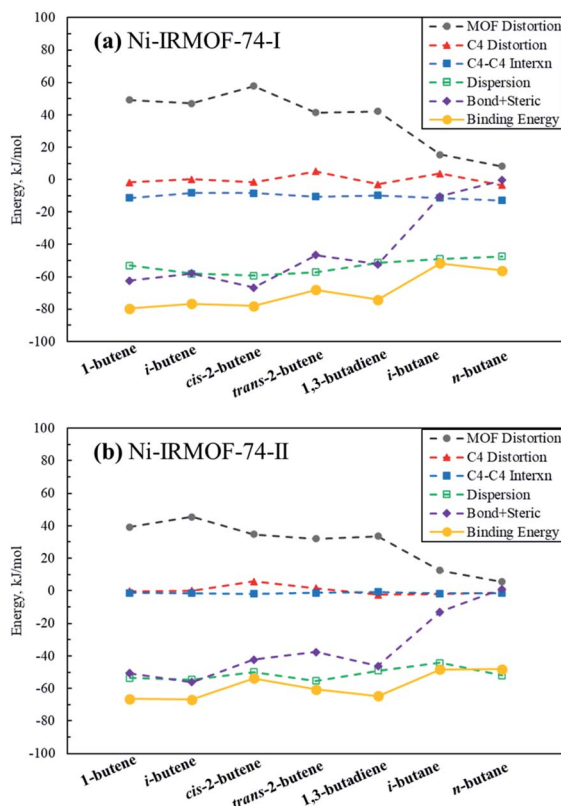 (a) Ni-IRMOF-74-I
MOF Distortion
C4 Distortion
C4-C4 Interxn
Dispersion
Bond+Steric
Binding Energy
Energy, kJ/mol
100
80
60
40
20
0
-20
-40
-60
-80
-100
1-butene
i-butene
cis-2-butene
trans-2-butene
1,3-butadiene
i-butane
n-butane
(b) Ni-IRMOF-74-II
MOF Distortion
C4 Distortion
C4-C4 Interxn
Dispersion
Bond+Steric
Binding Energy
Energy, kJ/mol
100
80
60
40
20
0
-20
-40
-60
-80
-100
1-butene
i-butene
cis-2-butene
trans-2-butene
1,3-butadiene
i-butane
n-butane